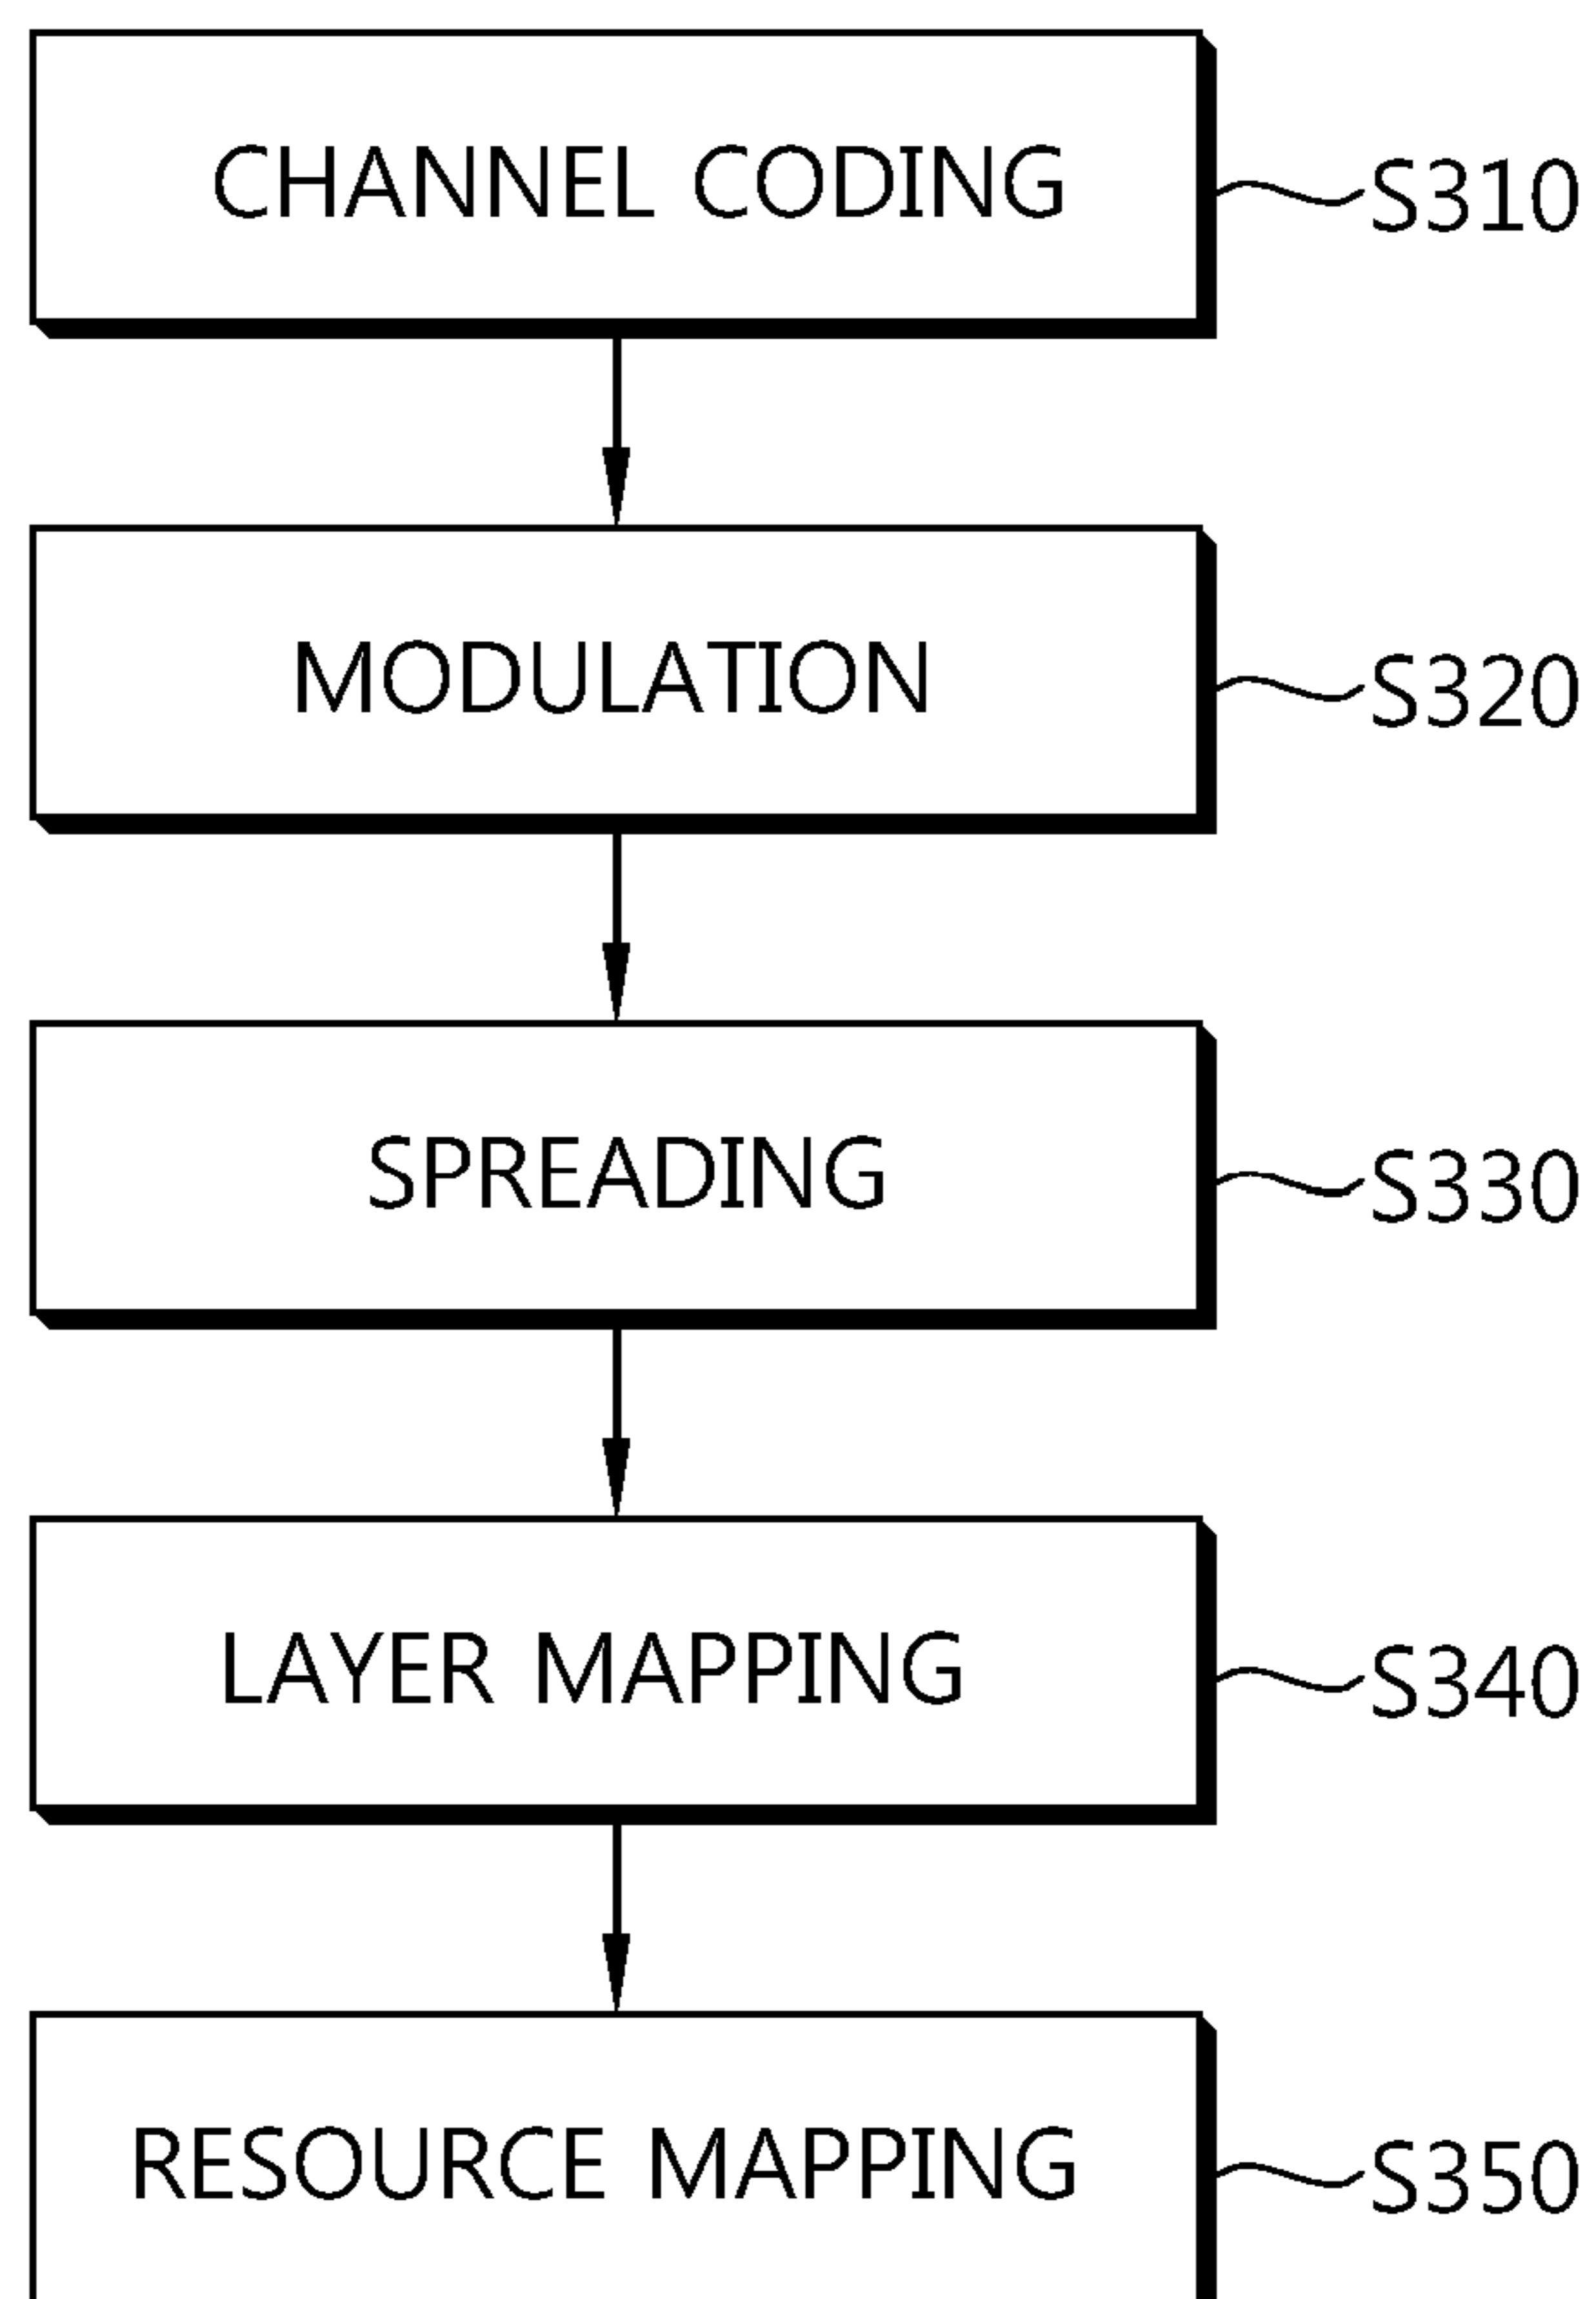 CHANNEL CODING S310
MODULATION S320
SPREADING S330
LAYER MAPPING S340
RESOURCE MAPPING S350